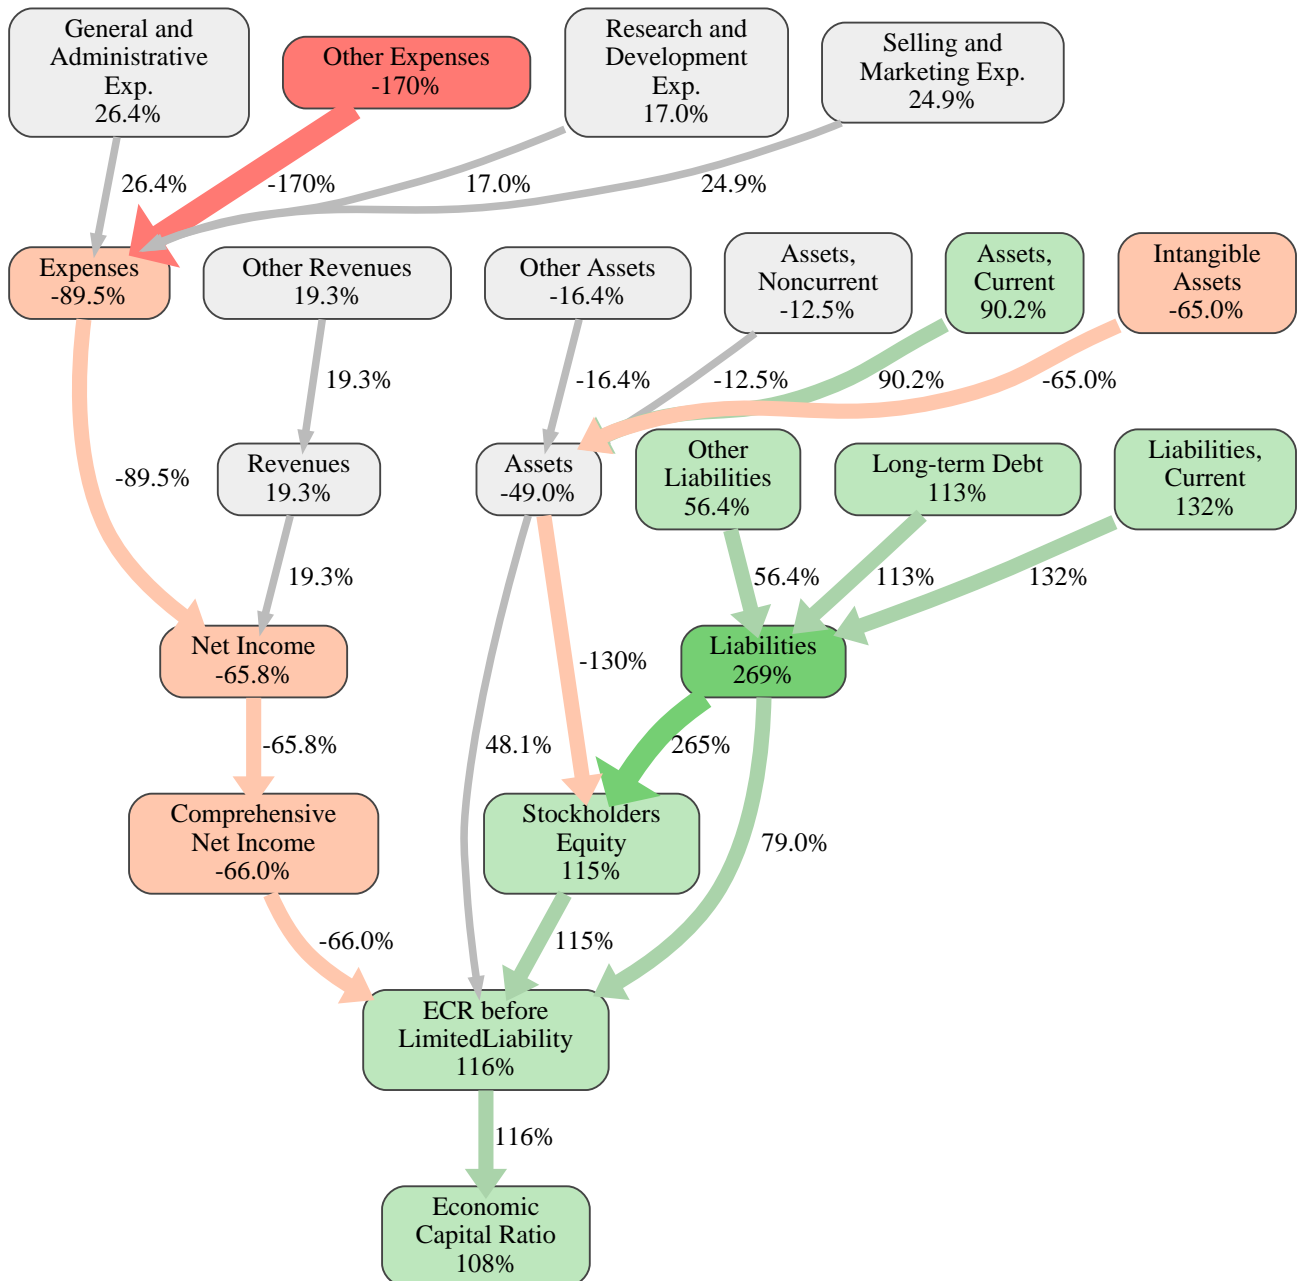 General and
Administrative
Exp.
26.4%
Other Expenses
-170%
Research and
Development
Exp.
17.0%
Selling and
Marketing Exp.
24.9%
26.4%
-170%
17.0%
24.9%
Expenses
-89.5%
Other Revenues
19.3%
Other Assets
-16.4%
Assets,
Noncurrent
-12.5%
Assets,
Current
90.2%
Intangible
Assets
-65.0%
19.3%
-16.4%
-12.5%
90.2%
-65.0%
-89.5%
Revenues
19.3%
Assets
-49.0%
Other
Liabilities
56.4%
Long-term Debt
113%
Liabilities,
Current
132%
19.3%
56.4%
113%
132%
Net Income
-65.8%
-130%
Liabilities
269%
-65.8%
48.1%
265%
Comprehensive
Net Income
-66.0%
Stockholders
Equity
115%
79.0%
-66.0%
115%
ECR before
LimitedLiability
116%
116%
Economic
Capital Ratio
108%